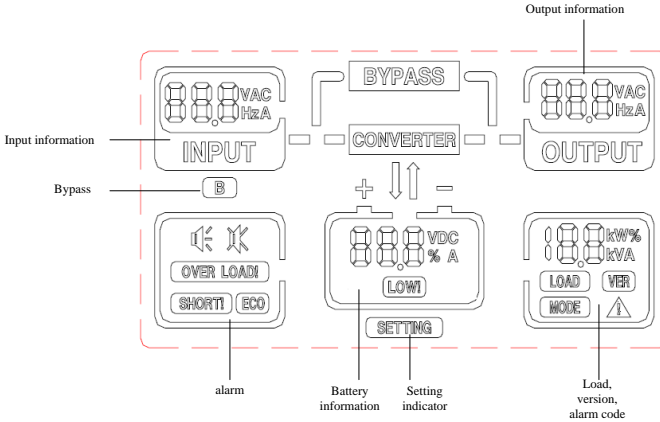 Output information
BYPASS
88.8 VAC
HzA
88.8 VAC
HzA
Input information
INPUT
CONVERTER
OUTPUT
Bypass
B
+ −
88.8 VDC
% A
188.8 kW%
kVA
OVER LOAD!
LOW!
LOAD VER
SHORT! ECO
MODE !
SETTING
alarm
Battery
information
Setting
indicator
Load,
version,
alarm code